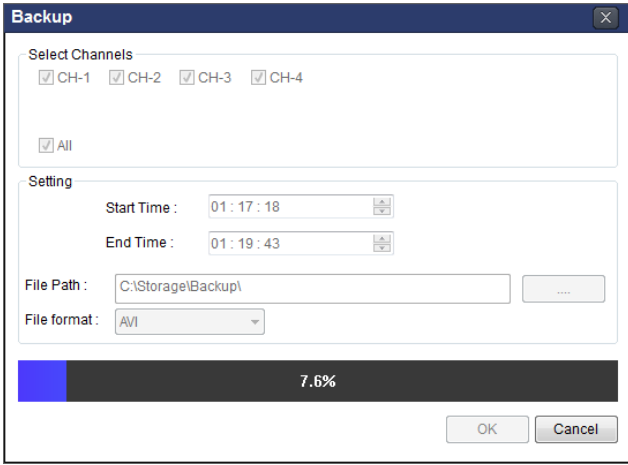 Backup
Select Channels
CH-1 CH-2 CH-3 CH-4
All
Setting
Start Time : 01 : 17 : 18
End Time : 01 : 19 : 43
File Path : C:\Storage\Backup\ ....
File format : AVI
7.6%
OK Cancel